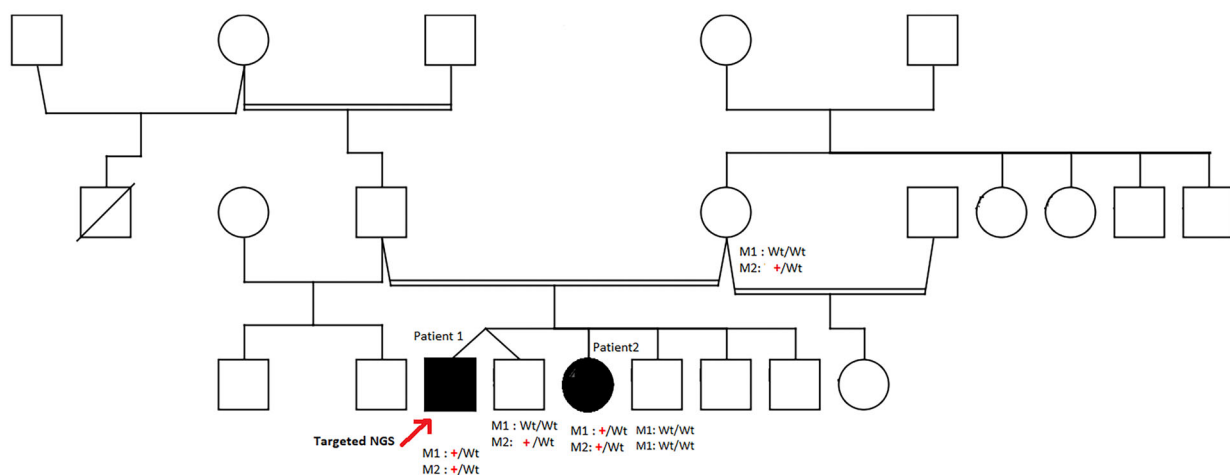 M1 : Wt/Wt
M2: +/Wt
Patient 1
Patient2
Targeted NGS
M1 : +/Wt
M2 : +/Wt
M1 : Wt/Wt
M2: +/Wt
M1 : +/Wt
M2: +/Wt
M1: Wt/Wt
M1: Wt/Wt